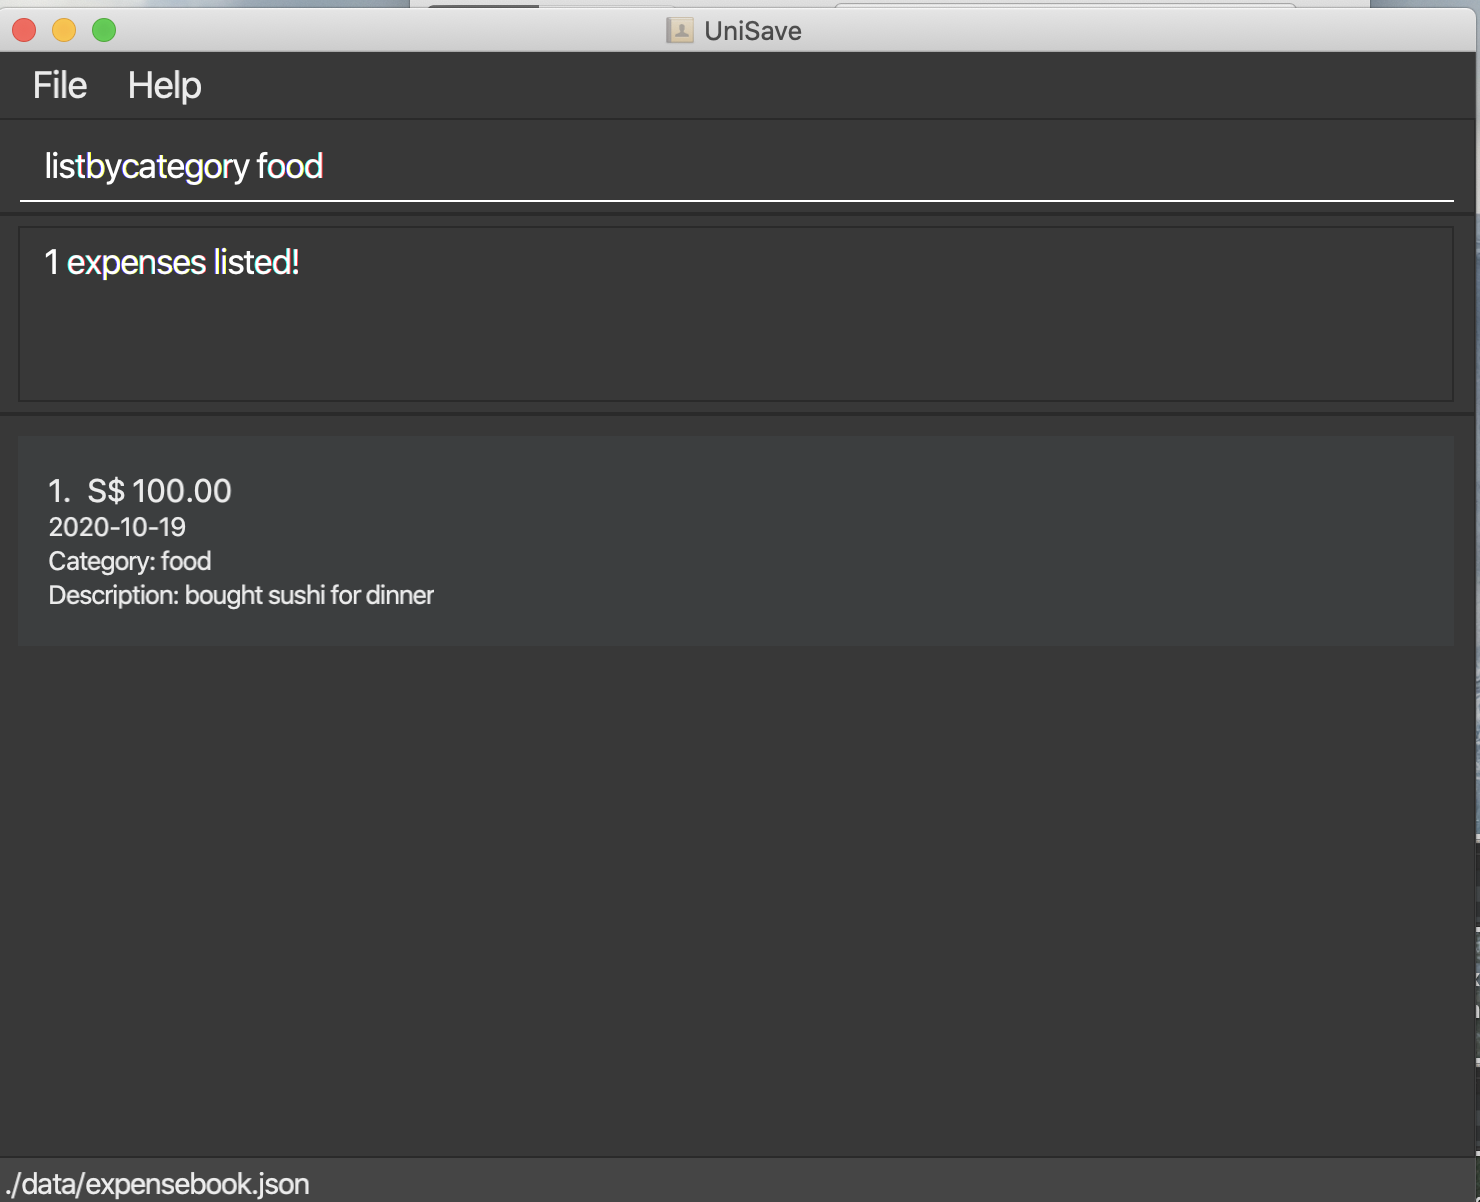 UniSave
File Help
listbycategory food
1 expenses listed!
1. S$ 100.00
2020-10-19
Category: food
Description: bought sushi for dinner
./data/expensebook.json